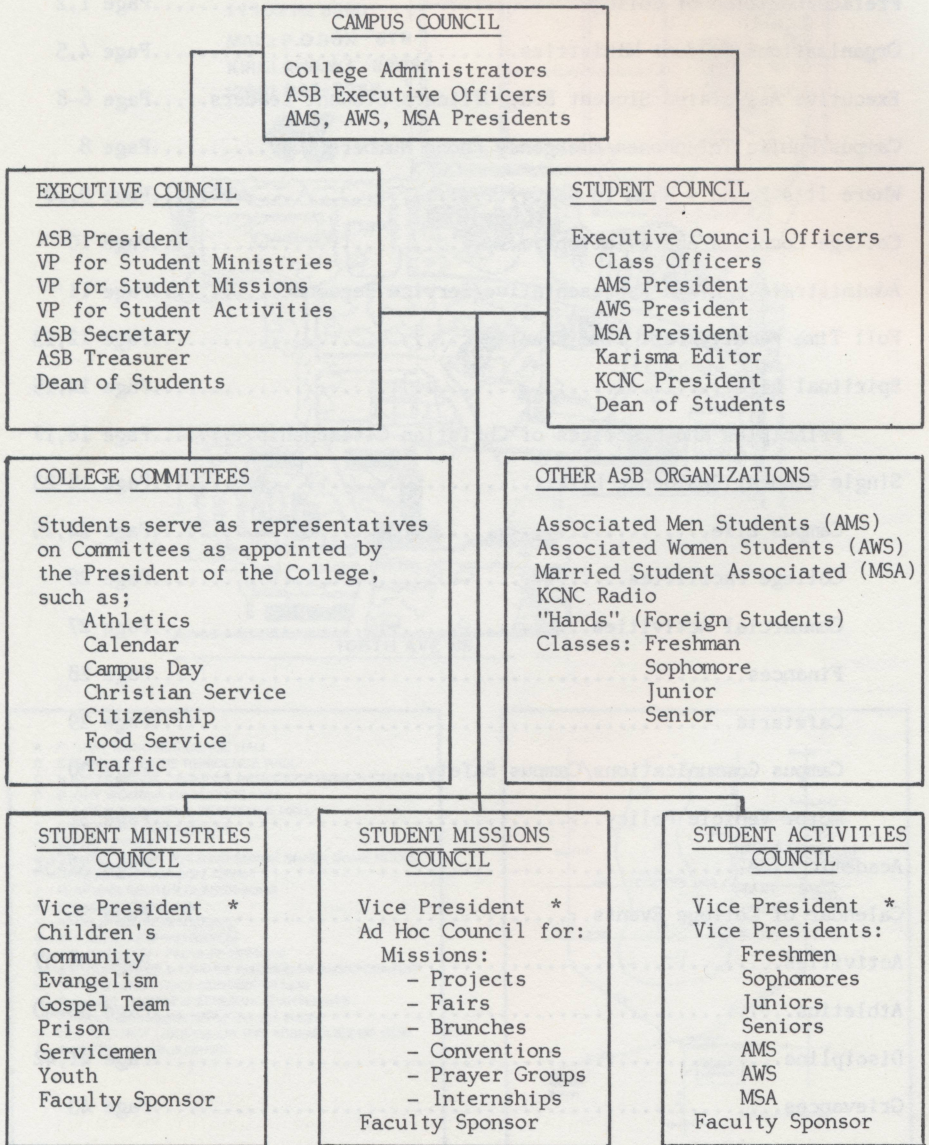 CAMPUS COUNCIL
College Administrators
ASB Executive Officers
AMS, AWS, MSA Presidents
EXECUTIVE COUNCIL
ASB President
VP for Student Ministries
VP for Student Missions
VP for Student Activities
ASB Secretary
ASB Treasurer
Dean of Students
STUDENT COUNCIL
Executive Council Officers
Class Officers
AMS President
AWS President
MSA President
Karisma Editor
KCNC President
Dean of Students
COLLEGE COMMITTEES
Students serve as representatives
on Committees as appointed by
the President of the College,
such as;
Athletics
Calendar
Campus Day
Christian Service
Citizenship
Food Service
Traffic
OTHER ASB ORGANIZATIONS
Associated Men Students (AMS)
Associated Women Students (AWS)
Married Student Associated (MSA)
KCNC Radio
"Hands" (Foreign Students)
Classes: Freshman
Sophomore
Junior
Senior
STUDENT MINISTRIES
COUNCIL
Vice President *
Children's
Community
Evangelism
Gospel Team
Prison
Servicemen
Youth
Faculty Sponsor
STUDENT MISSIONS
COUNCIL
Vice President *
Ad Hoc Council for:
Missions:
- Projects
- Fairs
- Brunches
- Conventions
- Prayer Groups
- Internships
Faculty Sponsor
STUDENT ACTIVITIES
COUNCIL
Vice President *
Vice Presidents:
Freshmen
Sophomores
Juniors
Seniors
AMS
AWS
MSA
Faculty Sponsor